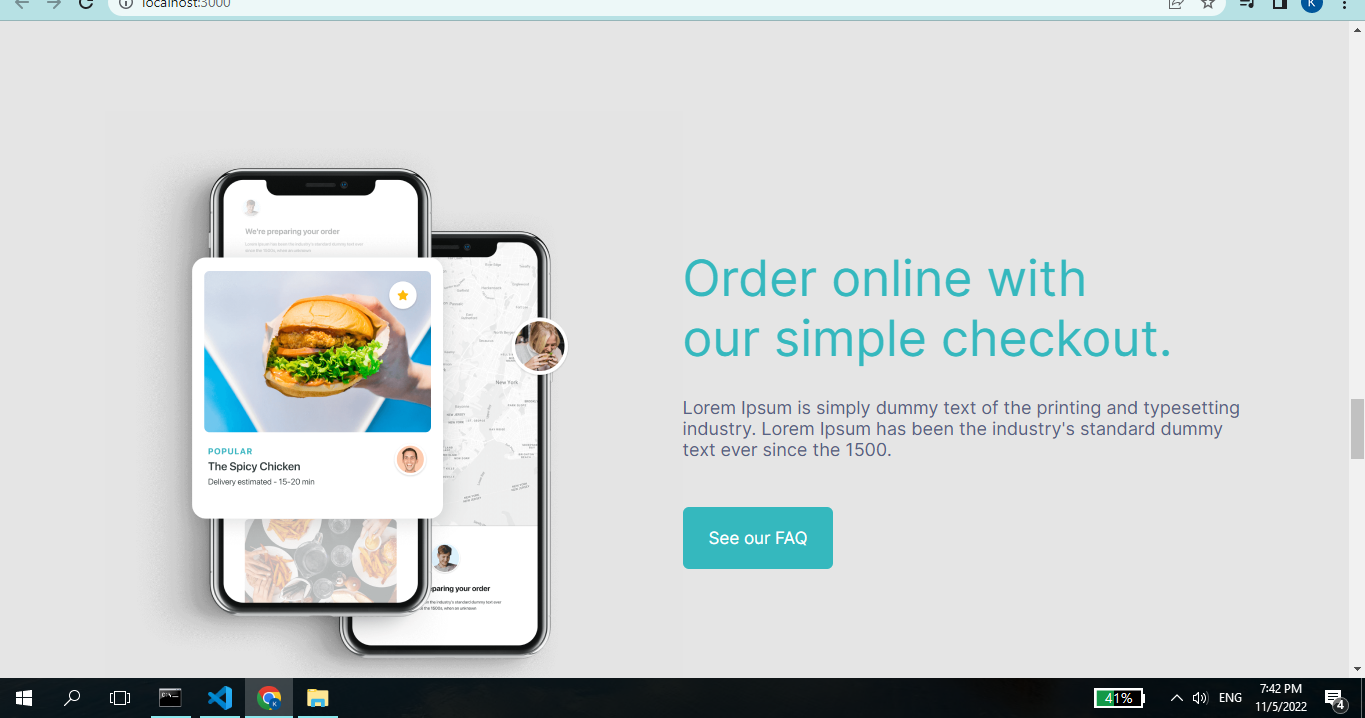 localhost:3000
We're preparing your order
Order online with
our simple checkout.
New York
Lorem Ipsum is simply dummy text of the printing and typesetting
industry. Lorem Ipsum has been the industry's standard dummy
text ever since the 1500.
POPULAR
The Spicy Chicken
Delivery estimated - 15-20 min
See our FAQ
paring your order
41%
ENG
7:42 PM
11/5/2022
4
K